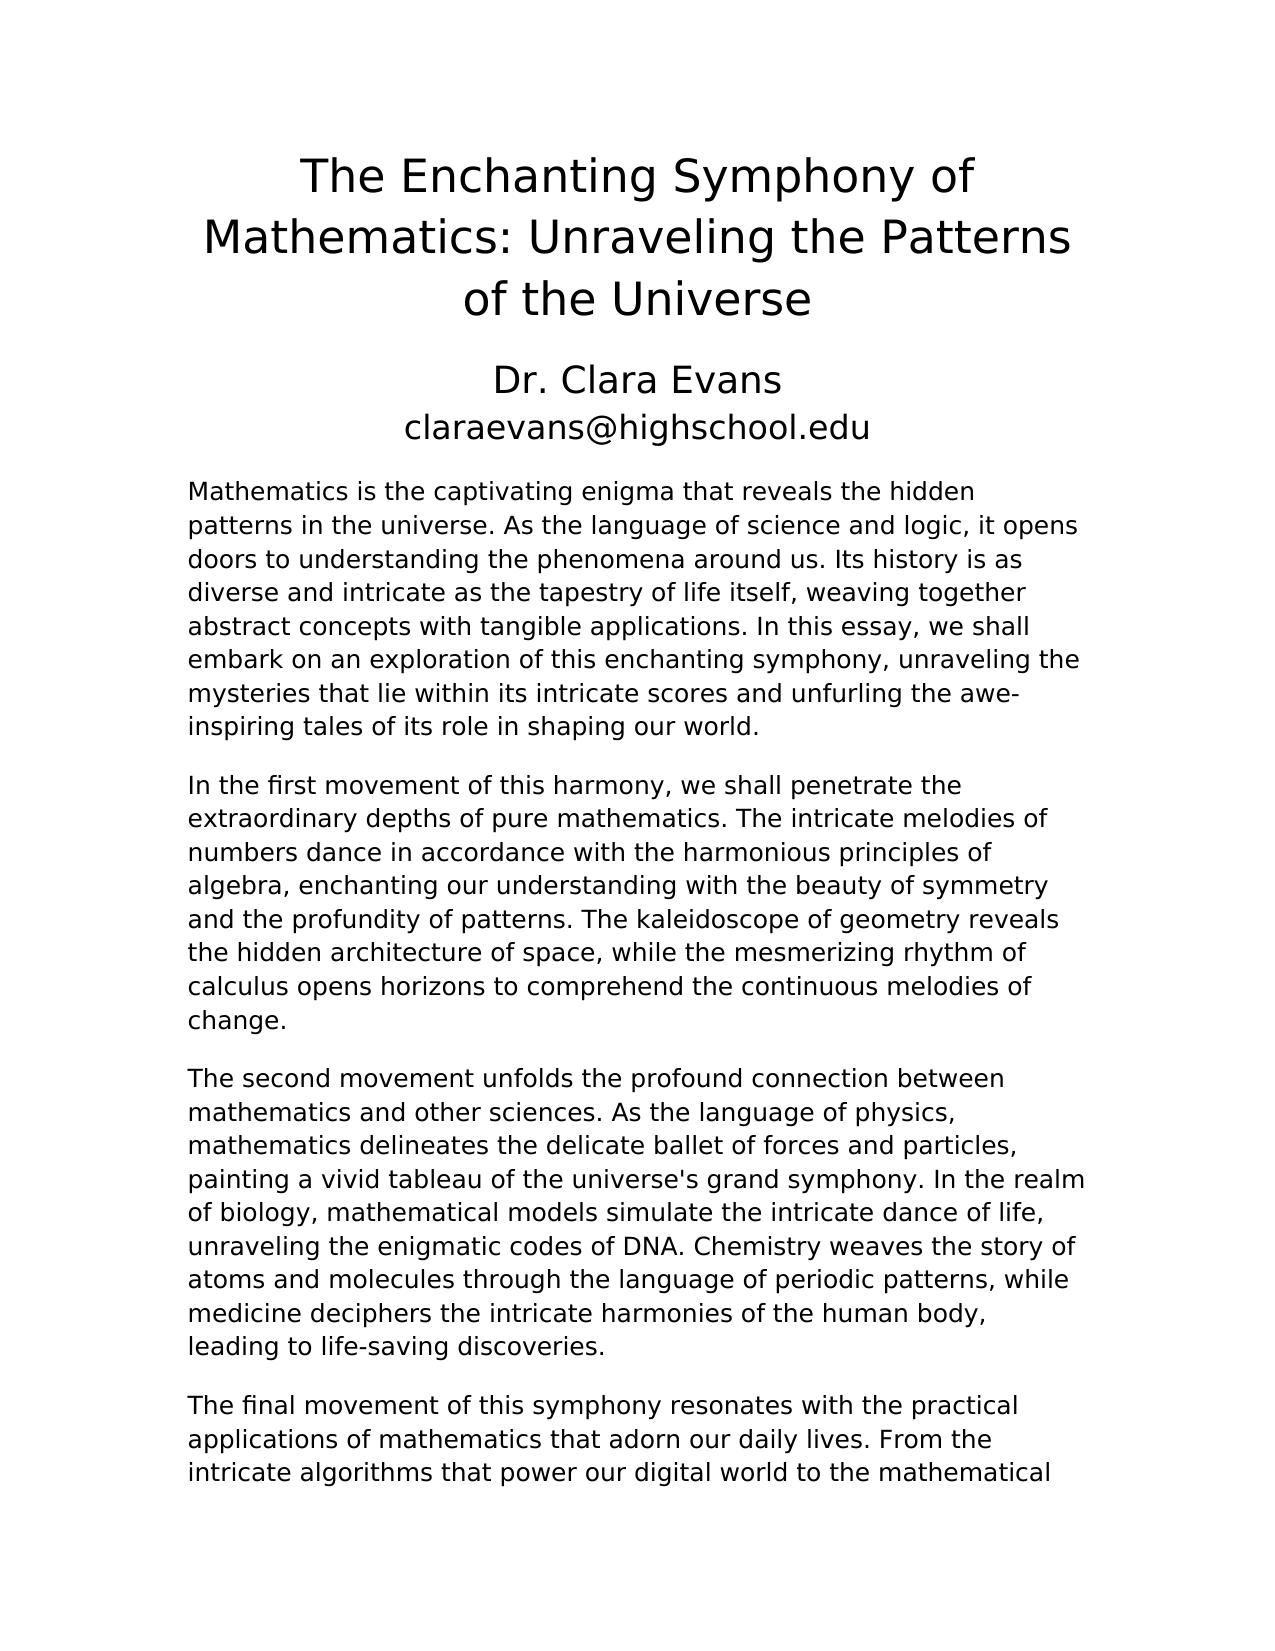 The Enchanting Symphony of
Mathematics: Unraveling the Patterns
of the Universe
Dr. Clara Evans
claraevans@highschool.edu
Mathematics is the captivating enigma that reveals the hidden
patterns in the universe. As the language of science and logic, it opens
doors to understanding the phenomena around us. Its history is as
diverse and intricate as the tapestry of life itself, weaving together
abstract concepts with tangible applications. In this essay, we shall
embark on an exploration of this enchanting symphony, unraveling the
mysteries that lie within its intricate scores and unfurling the awe-
inspiring tales of its role in shaping our world.
In the first movement of this harmony, we shall penetrate the
extraordinary depths of pure mathematics. The intricate melodies of
numbers dance in accordance with the harmonious principles of
algebra, enchanting our understanding with the beauty of symmetry
and the profundity of patterns. The kaleidoscope of geometry reveals
the hidden architecture of space, while the mesmerizing rhythm of
calculus opens horizons to comprehend the continuous melodies of
change.
The second movement unfolds the profound connection between
mathematics and other sciences. As the language of physics,
mathematics delineates the delicate ballet of forces and particles,
painting a vivid tableau of the universe's grand symphony. In the realm
of biology, mathematical models simulate the intricate dance of life,
unraveling the enigmatic codes of DNA. Chemistry weaves the story of
atoms and molecules through the language of periodic patterns, while
medicine deciphers the intricate harmonies of the human body,
leading to life-saving discoveries.
The final movement of this symphony resonates with the practical
applications of mathematics that adorn our daily lives. From the
intricate algorithms that power our digital world to the mathematical